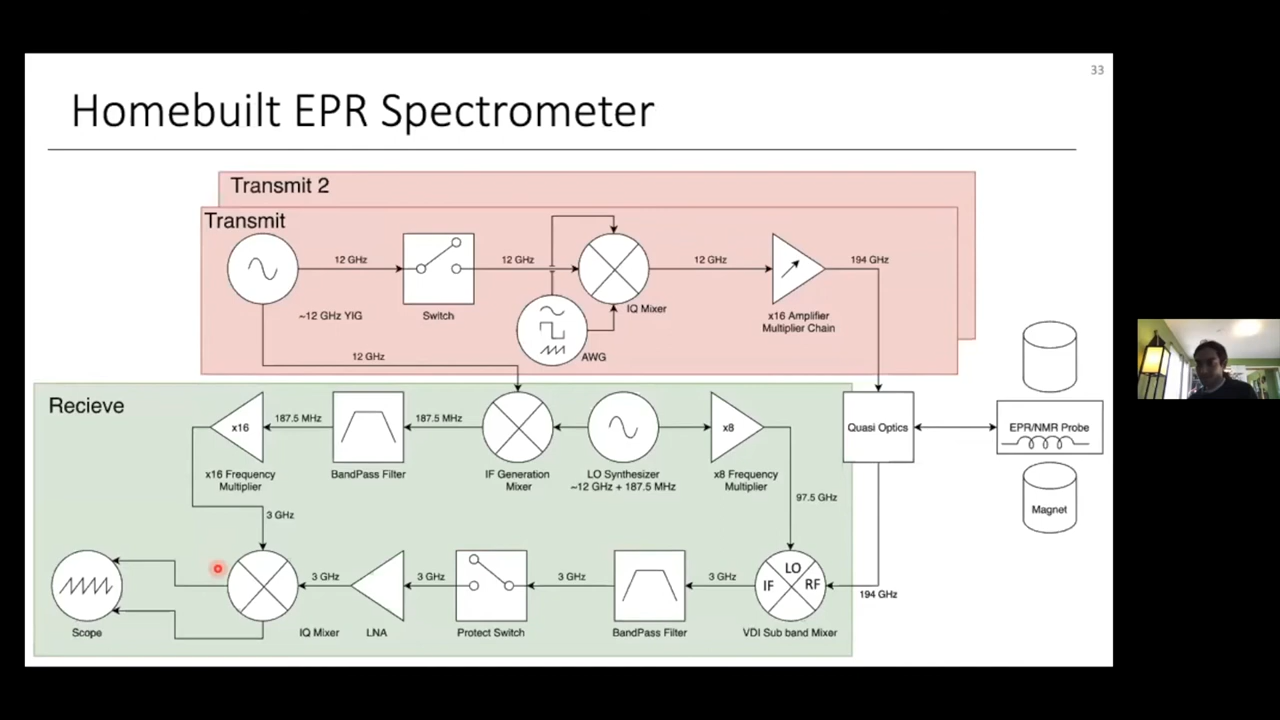 33
Homebuilt EPR Spectrometer
Transmit 2
Transmit
12 GHz
12 GHz
12 GHz
194 GHz
~12 GHz YIG
Switch
IQ Mixer
x16 Amplifier
Multiplier Chain
AWG
12 GHz
Recieve
x16
187.5 MHz
187.5 MHz
x8
Quasi Optics
EPR/NMR Probe
x16 Frequency
Multiplier
BandPass Filter
IF Generation
Mixer
LO Synthesizer
~12 GHz + 187.5 MHz
x8 Frequency
Multiplier
97.5 GHz
Magnet
3 GHz
3 GHz
3 GHz
3 GHz
3 GHz
LO
IF
RF
194 GHz
Scope
IQ Mixer
LNA
Protect Switch
BandPass Filter
VDI Sub band Mixer